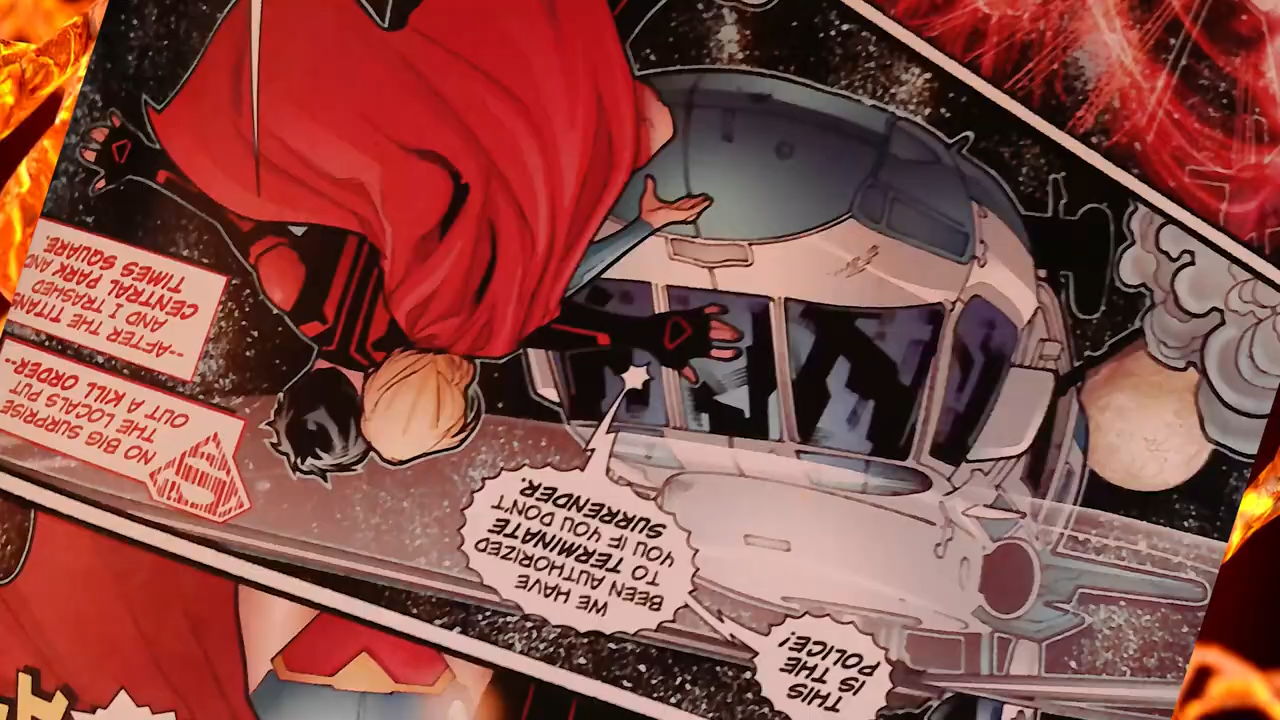 THIS
IS THE
POLICE!
WE HAVE
BEEN AUTHORIZED
TO TERMINATE
YOU IF YOU DON'T
SURRENDER.
NO BIG SURPRISE
THE LOCALS PUT
OUT A KILL ORDER--
--AFTER THE TITANS
AND I TRASHED
CENTRAL PARK AND
TIMES SQUARE.